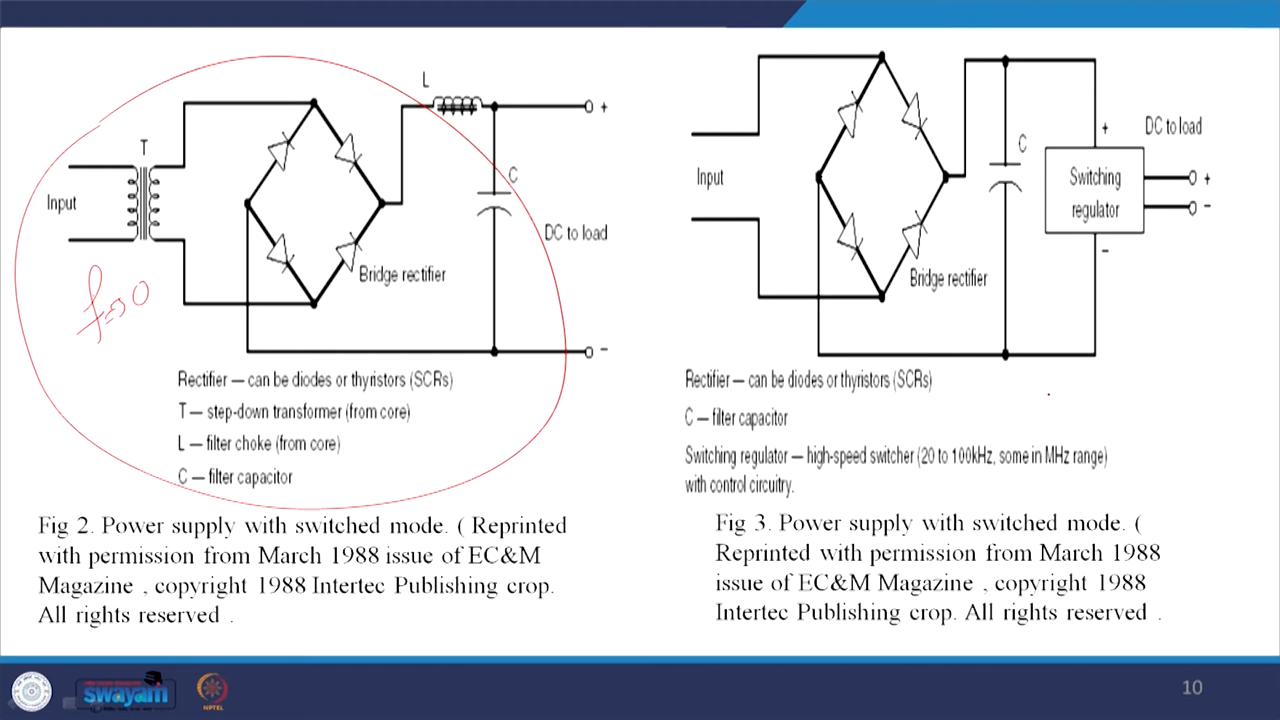 L
+
T
C
Input
DC to load
Bridge rectifier
−
Rectifier — can be diodes or thyristors (SCRs)
T — step-down transformer (from core)
L — filter choke (from core)
C — filter capacitor
Fig 2. Power supply with switched mode. ( Reprinted
with permission from March 1988 issue of EC&M
Magazine , copyright 1988 Intertec Publishing crop.
All rights reserved .
+
DC to load
C
Input
Switching
regulator
+
−
−
Bridge rectifier
Rectifier — can be diodes or thyristors (SCRs)
C — filter capacitor
Switching regulator — high-speed switcher (20 to 100kHz, some in MHz range)
with control circuitry.
Fig 3. Power supply with switched mode. (
Reprinted with permission from March 1988
issue of EC&M Magazine , copyright 1988
Intertec Publishing crop. All rights reserved .
swayam
NPTEL
10